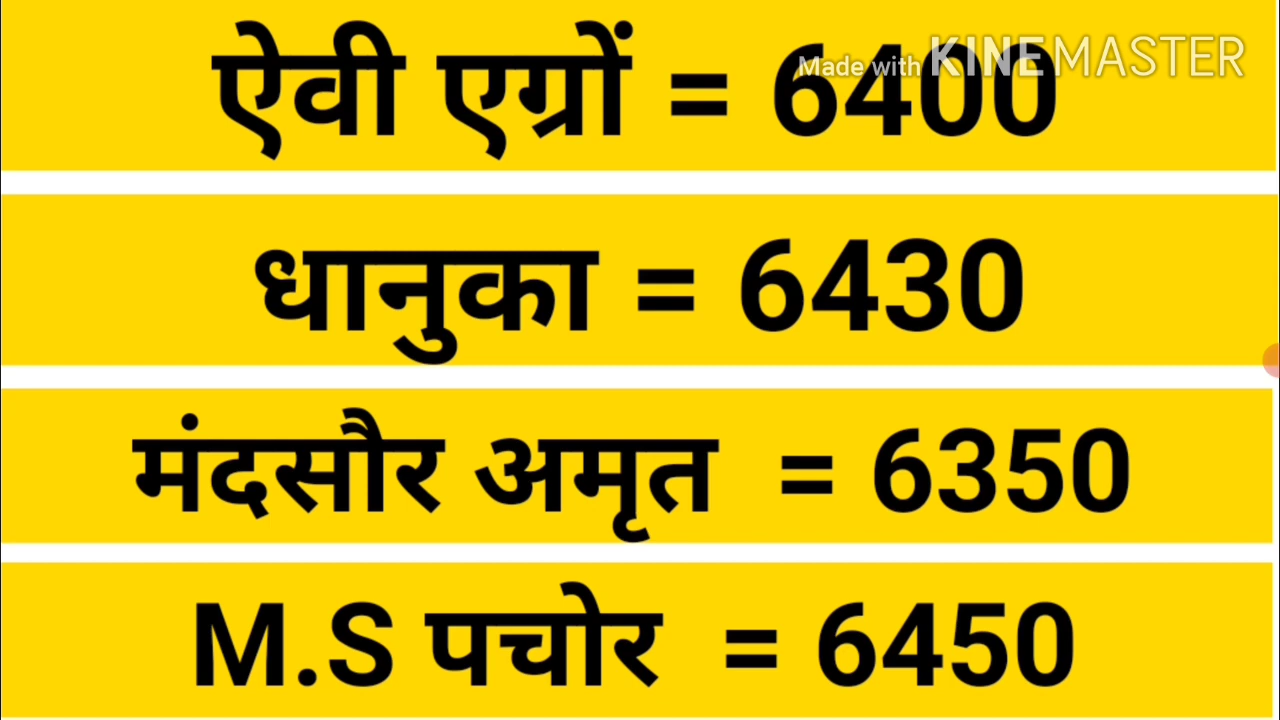 ऐवी एग्रों = 6400
Made with KINEMASTER
धानुका = 6430
मंदसौर अमृत = 6350
M.S पचोर = 6450